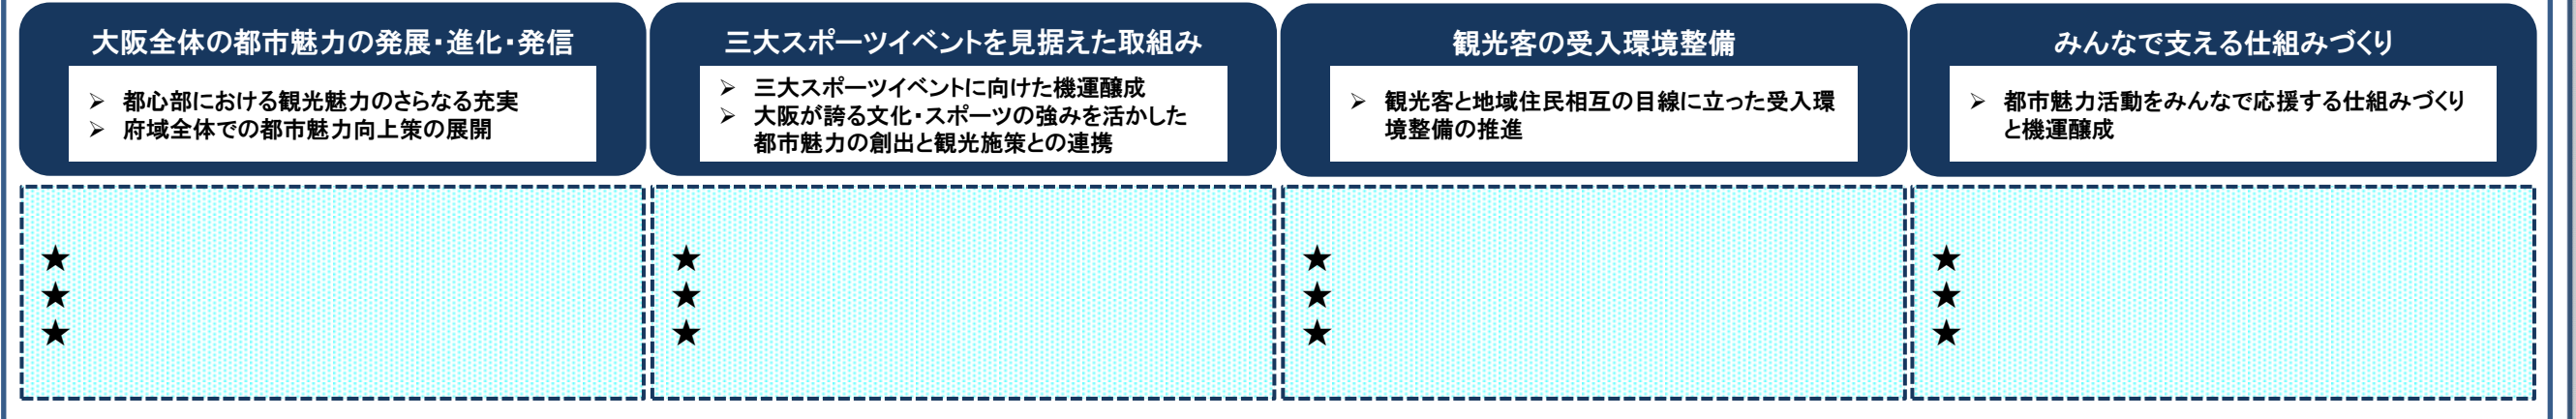 大阪全体の都市魅力の発展・進化・発信
➢ 都心部における観光魅力のさらなる充実
➢ 府域全体での都市魅力向上策の展開
三大スポーツイベントを見据えた取組み
➢ 三大スポーツイベントに向けた機運醸成
➢ 大阪が誇る文化・スポーツの強みを活かした
都市魅力の創出と観光施策との連携
観光客の受入環境整備
➢ 観光客と地域住民相互の目線に立った受入環
境整備の推進
みんなで支える仕組みづくり
➢ 都市魅力活動をみんなで応援する仕組みづくり
と機運醸成
★
★
★
★
★
★
★
★
★
★
★
★